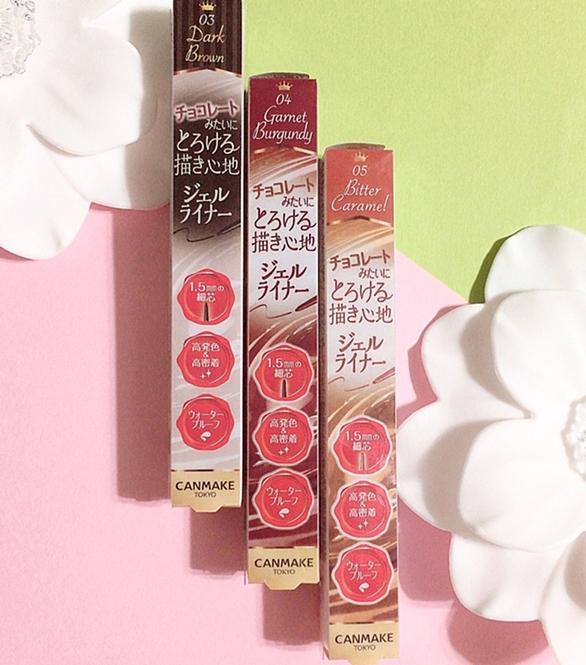 03
Dark
Brown
チョコレート
みたいに
とろける
描き心地
ジェル
ライナー
1.5mmの
細芯
高発色
&
高密着
ウォーター
プルーフ
CANMAKE
TOKYO
04
Garnet
Burgundy
チョコレート
みたいに
とろける
描き心地
ジェル
ライナー
1.5mmの
細芯
高発色
&
高密着
ウォーター
プルーフ
CANMAKE
TOKYO
05
Bitter
Caramel
チョコレート
みたいに
とろける
描き心地
ジェル
ライナー
1.5mmの
細芯
高発色
&
高密着
ウォーター
プルーフ
CANMAKE
TOKYO